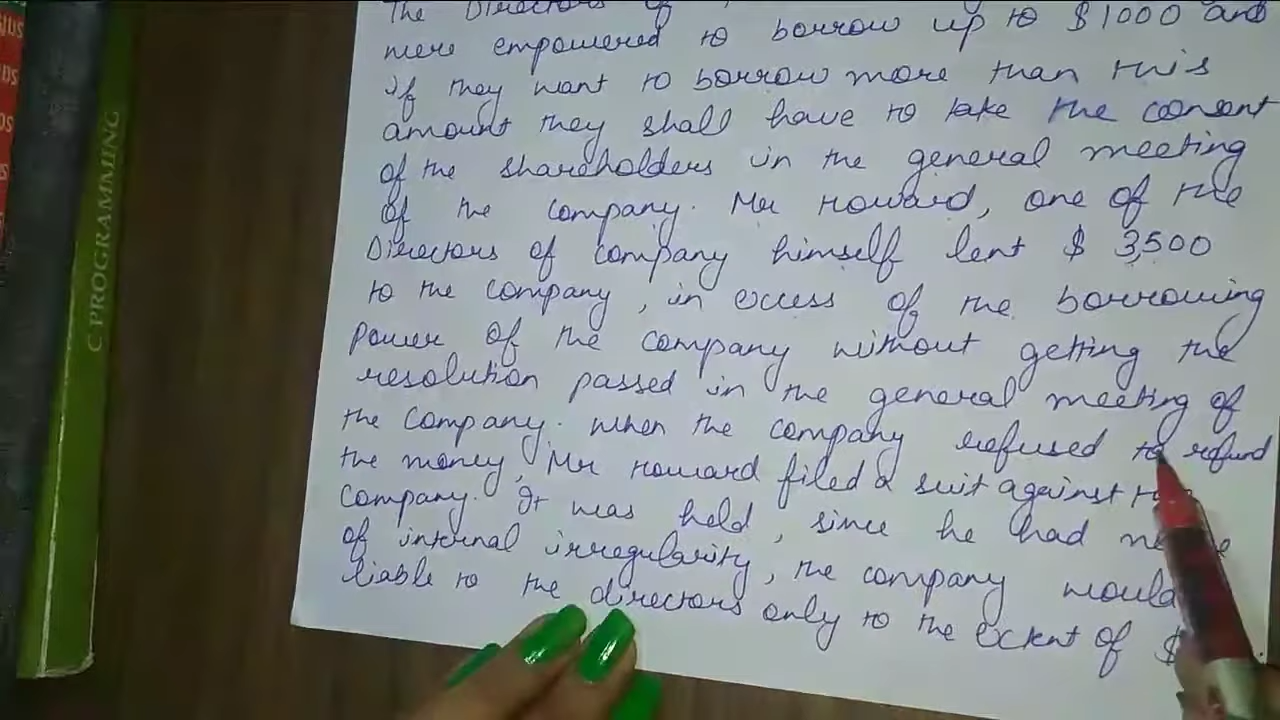 The Directors of
were empowered to borrow up to $1000 and
if they want to borrow more than this
amount they shall have to take the consent
of the shareholders in the general meeting
of the company. Mr Howard, one of the
Directors of company himself lent $ 3,500
to the company, in excess of the borrowing
power of the company without getting the
resolution passed in the general meeting of
the company. When the company refused to refund
the money, Mr Howard filed a suit against
company. It was held, since he had
of internal irregularity, the company would
liable to the directors only to the extent of $
C PROGRAMMING